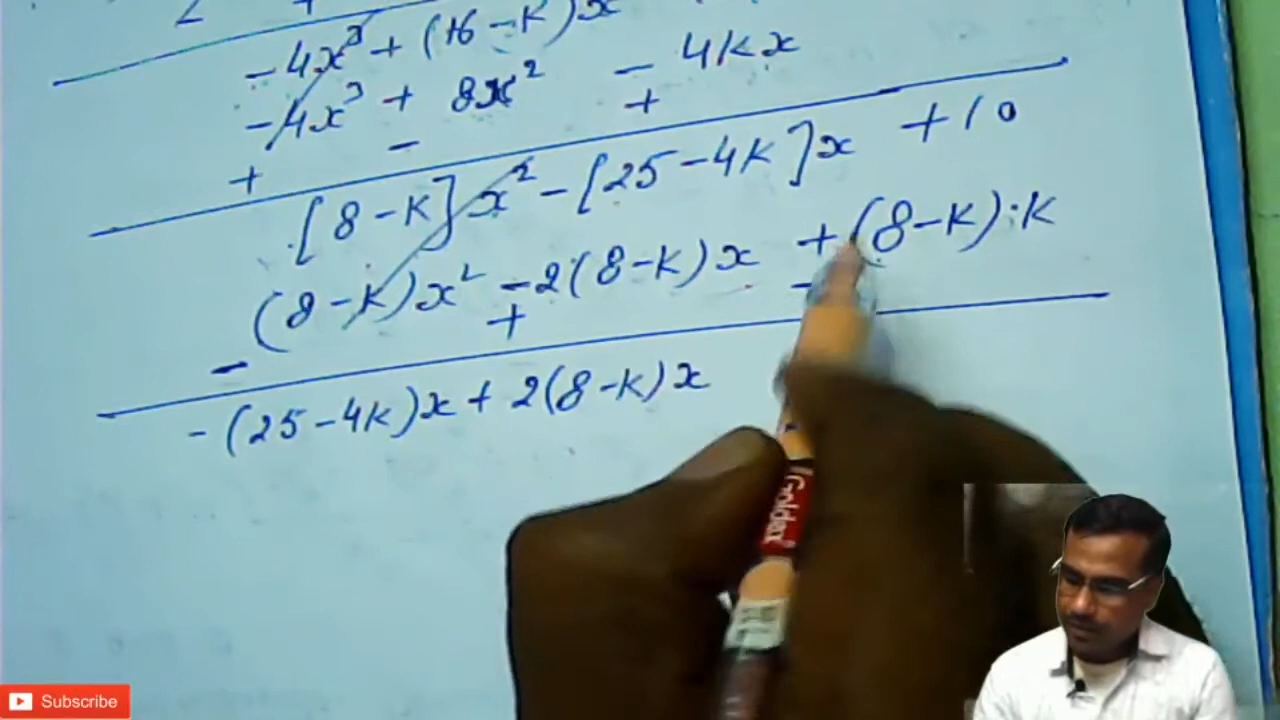 -4x³ + (16-K)x
-4x³ + 8x² - 4Kx
+ - +
[8-K]x² - [25-4K]x + 10
(8-K)x² - 2(8-K)x + (8-K).K
- + -
-(25-4K)x + 2(8-K)x
Goldex
Subscribe